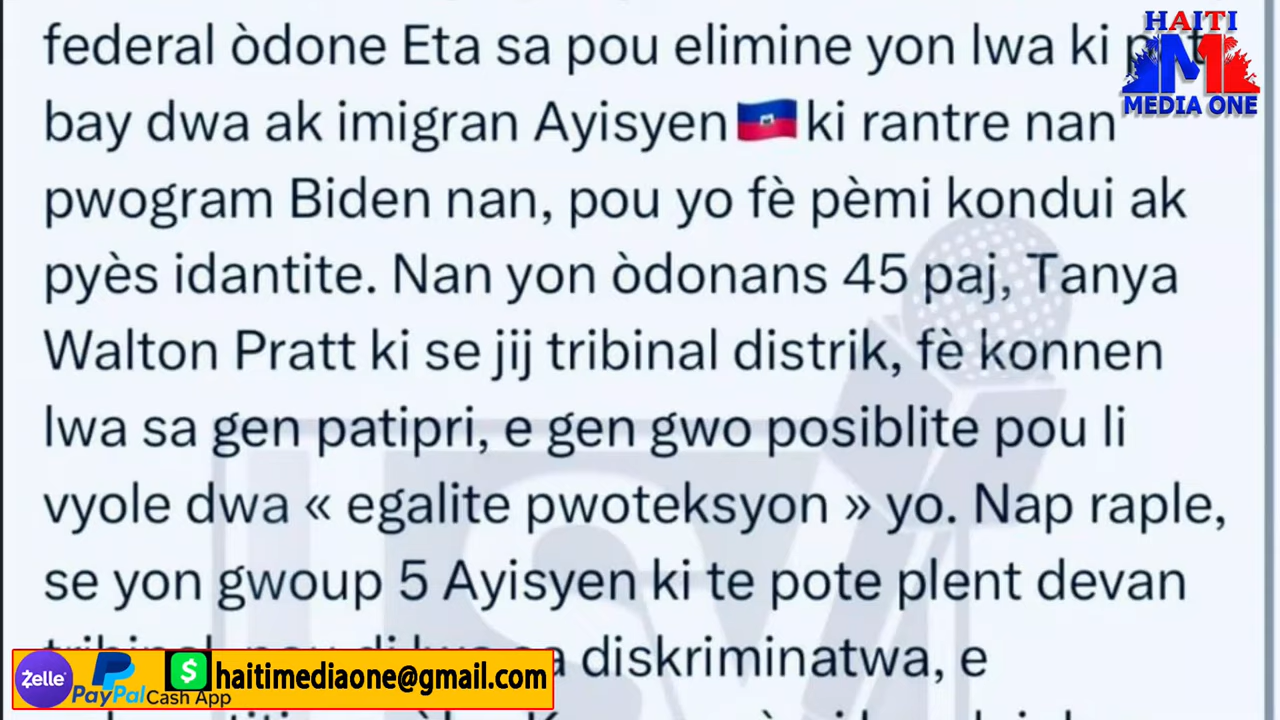 federal òdone Eta sa pou elimine yon lwa ki
bay dwa ak imigran Ayisyen ki rantre nan
pwogram Biden nan, pou yo fè pèmi kondui ak
pyès idantite. Nan yon òdonans 45 paj, Tanya
Walton Pratt ki se jij tribinal distrik, fè konnen
lwa sa gen patipri, e gen gwo posiblite pou li
vyole dwa « egalite pwoteksyon » yo. Nap raple,
se yon gwoup 5 Ayisyen ki te pote plent devan
diskriminatwa, e
HAITI
M
MEDIA ONE
Zelle
PayPal
$
Cash App
haitimediaone@gmail.com